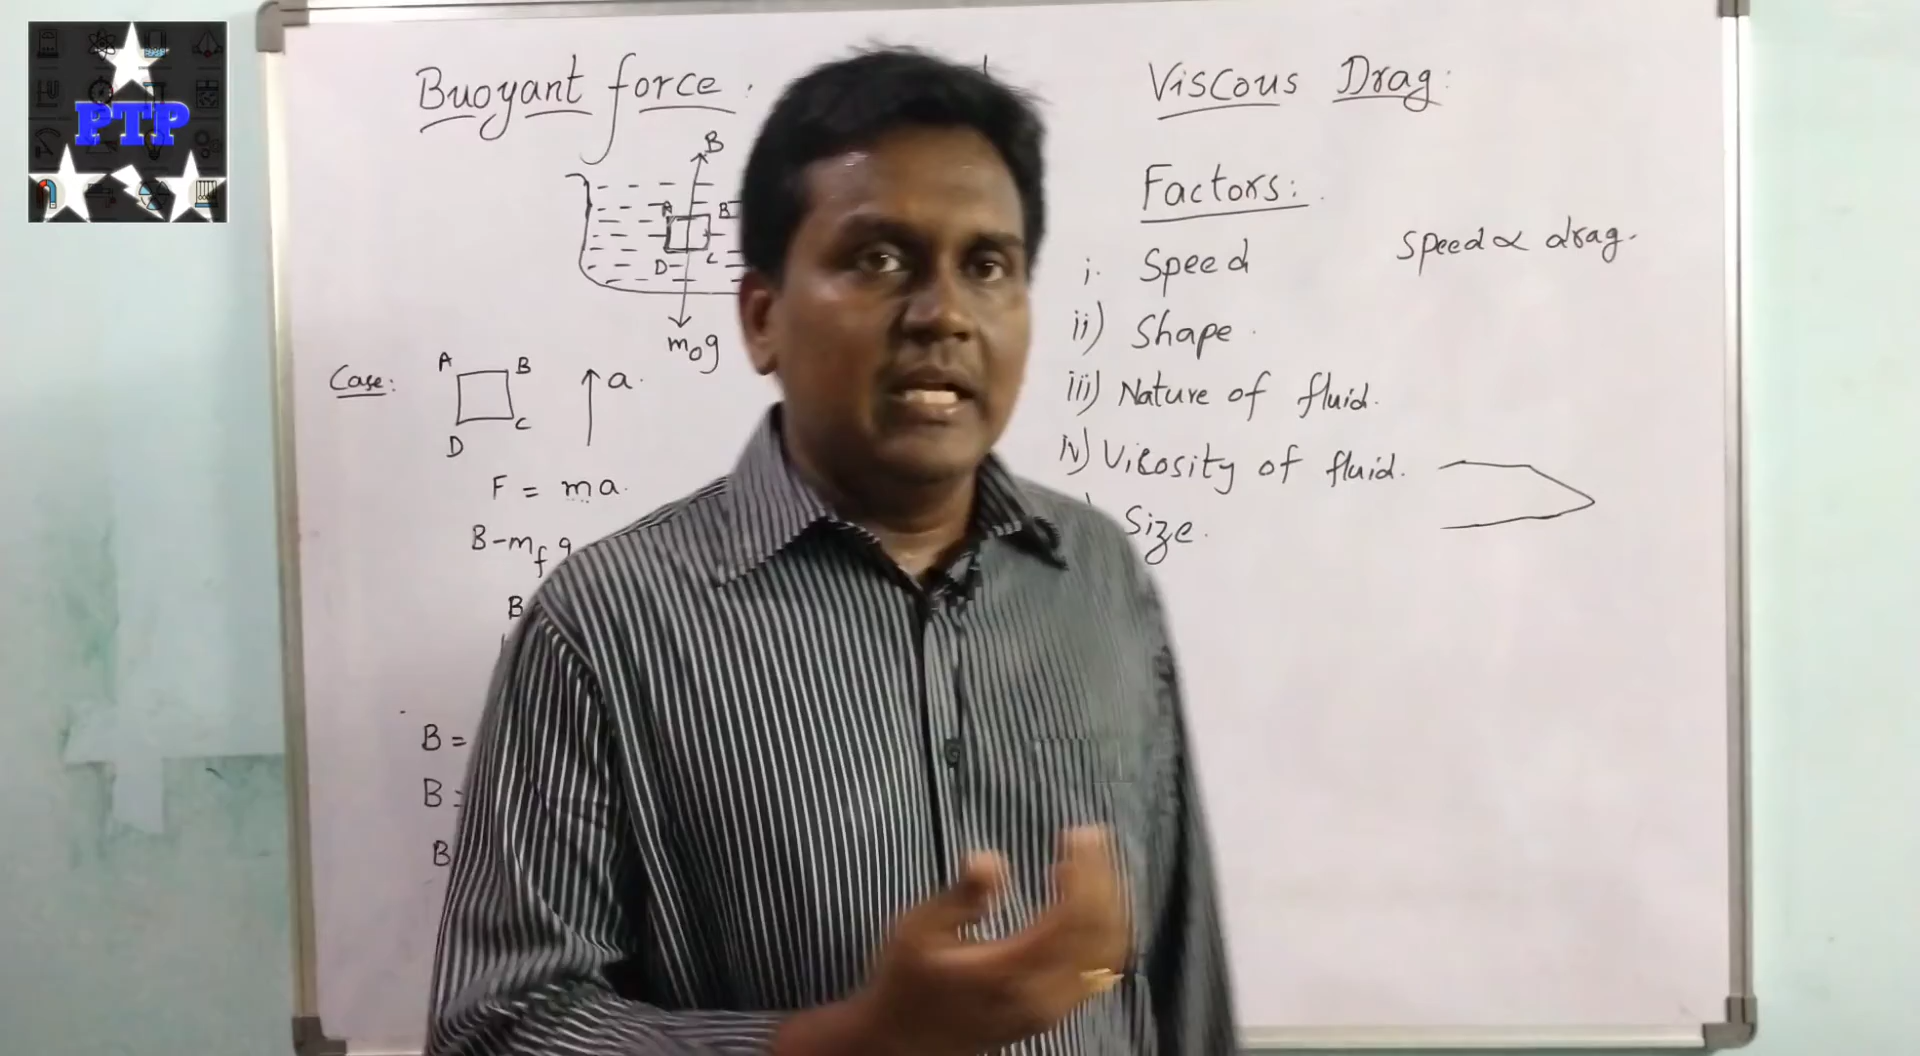 PTP
Buoyant force.
B
A B
D C
m₀g
Case:
A B
D C
a.
F = ma.
B-m_f g
B
B =
B =
B
Viscous Drag:
Factors:
i. Speed
Speed ∝ drag.
ii) Shape.
iii) Nature of fluid.
iv) Vicosity of fluid.
Size.